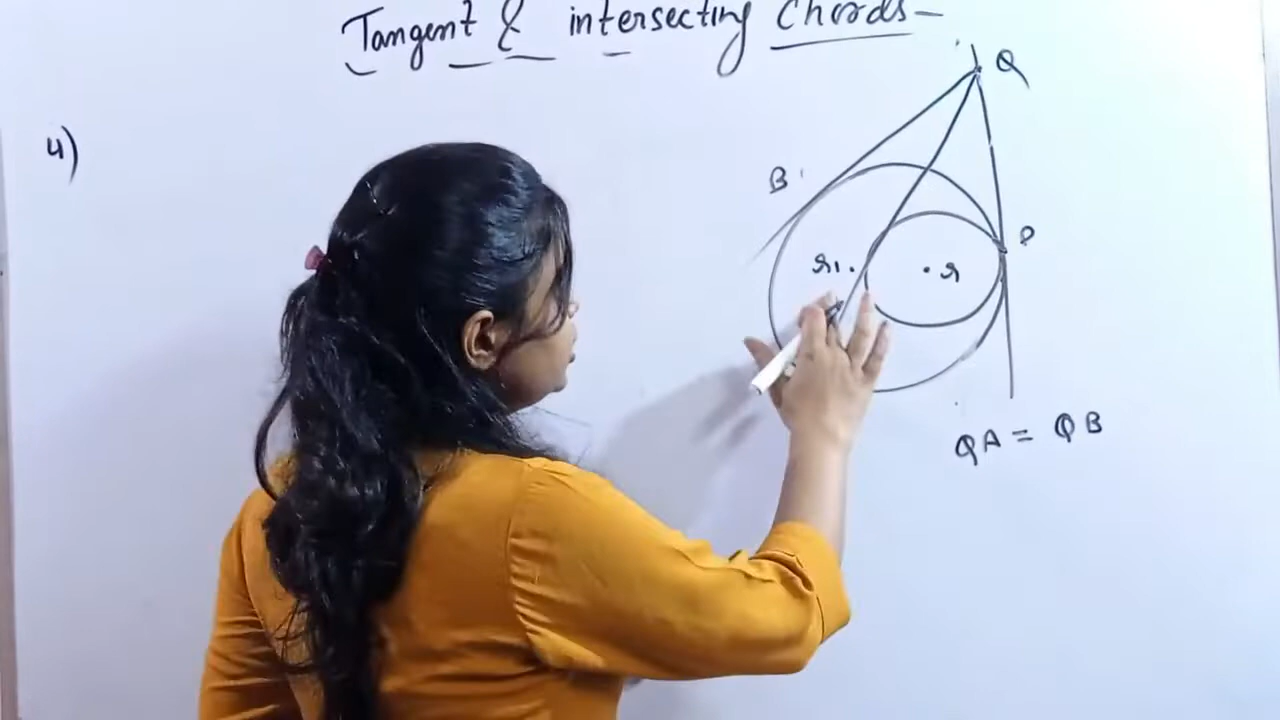 Tangent & intersecting Chords-
Q
4)
B
P
r1. .r
QA = QB